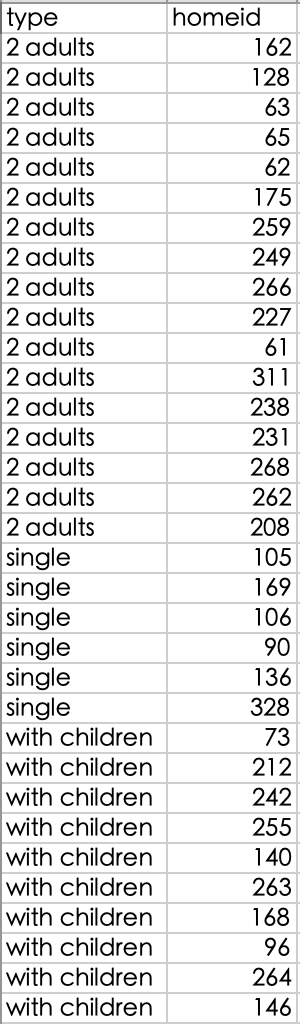 type homeid
2 adults 162
2 adults 128
2 adults 63
2 adults 65
2 adults 62
2 adults 175
2 adults 259
2 adults 249
2 adults 266
2 adults 227
2 adults 61
2 adults 311
2 adults 238
2 adults 231
2 adults 268
2 adults 262
2 adults 208
single 105
single 169
single 106
single 90
single 136
single 328
with children 73
with children 212
with children 242
with children 255
with children 140
with children 263
with children 168
with children 96
with children 264
with children 146